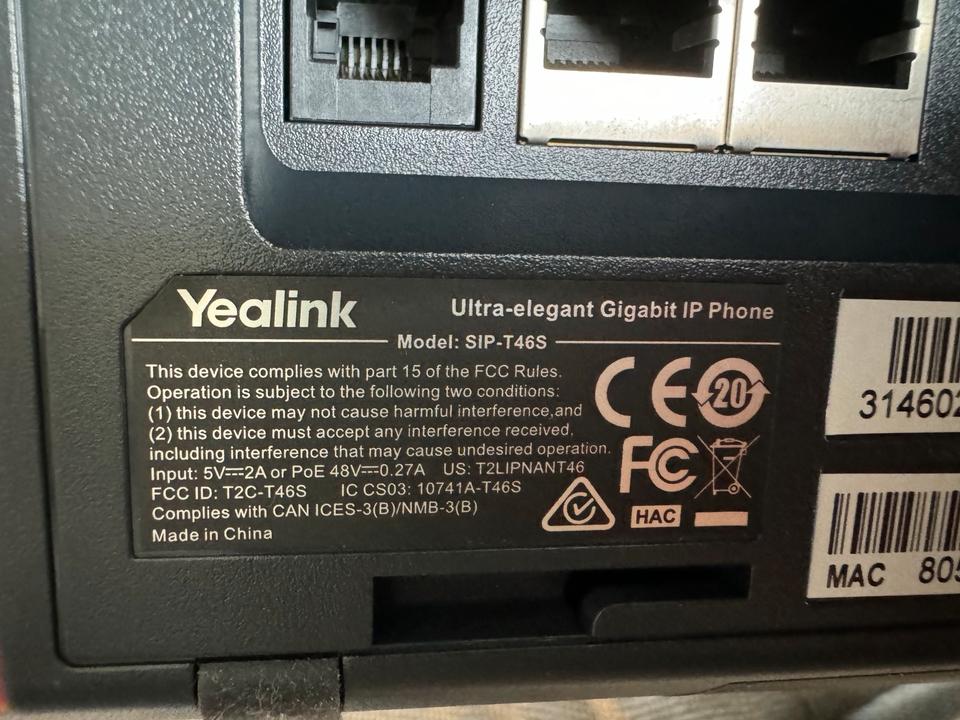 Yealink
Ultra-elegant Gigabit IP Phone
Model: SIP-T46S
This device complies with part 15 of the FCC Rules.
Operation is subject to the following two conditions:
(1) this device may not cause harmful interference,and
(2) this device must accept any interference received,
including interference that may cause undesired operation.
Input: 5V⎓2A or PoE 48V⎓0.27A US: T2LIPNANT46
FCC ID: T2C-T46S IC CS03: 10741A-T46S
Complies with CAN ICES-3(B)/NMB-3(B)
Made in China
CE
20
FC
HAC
314602
MAC 805